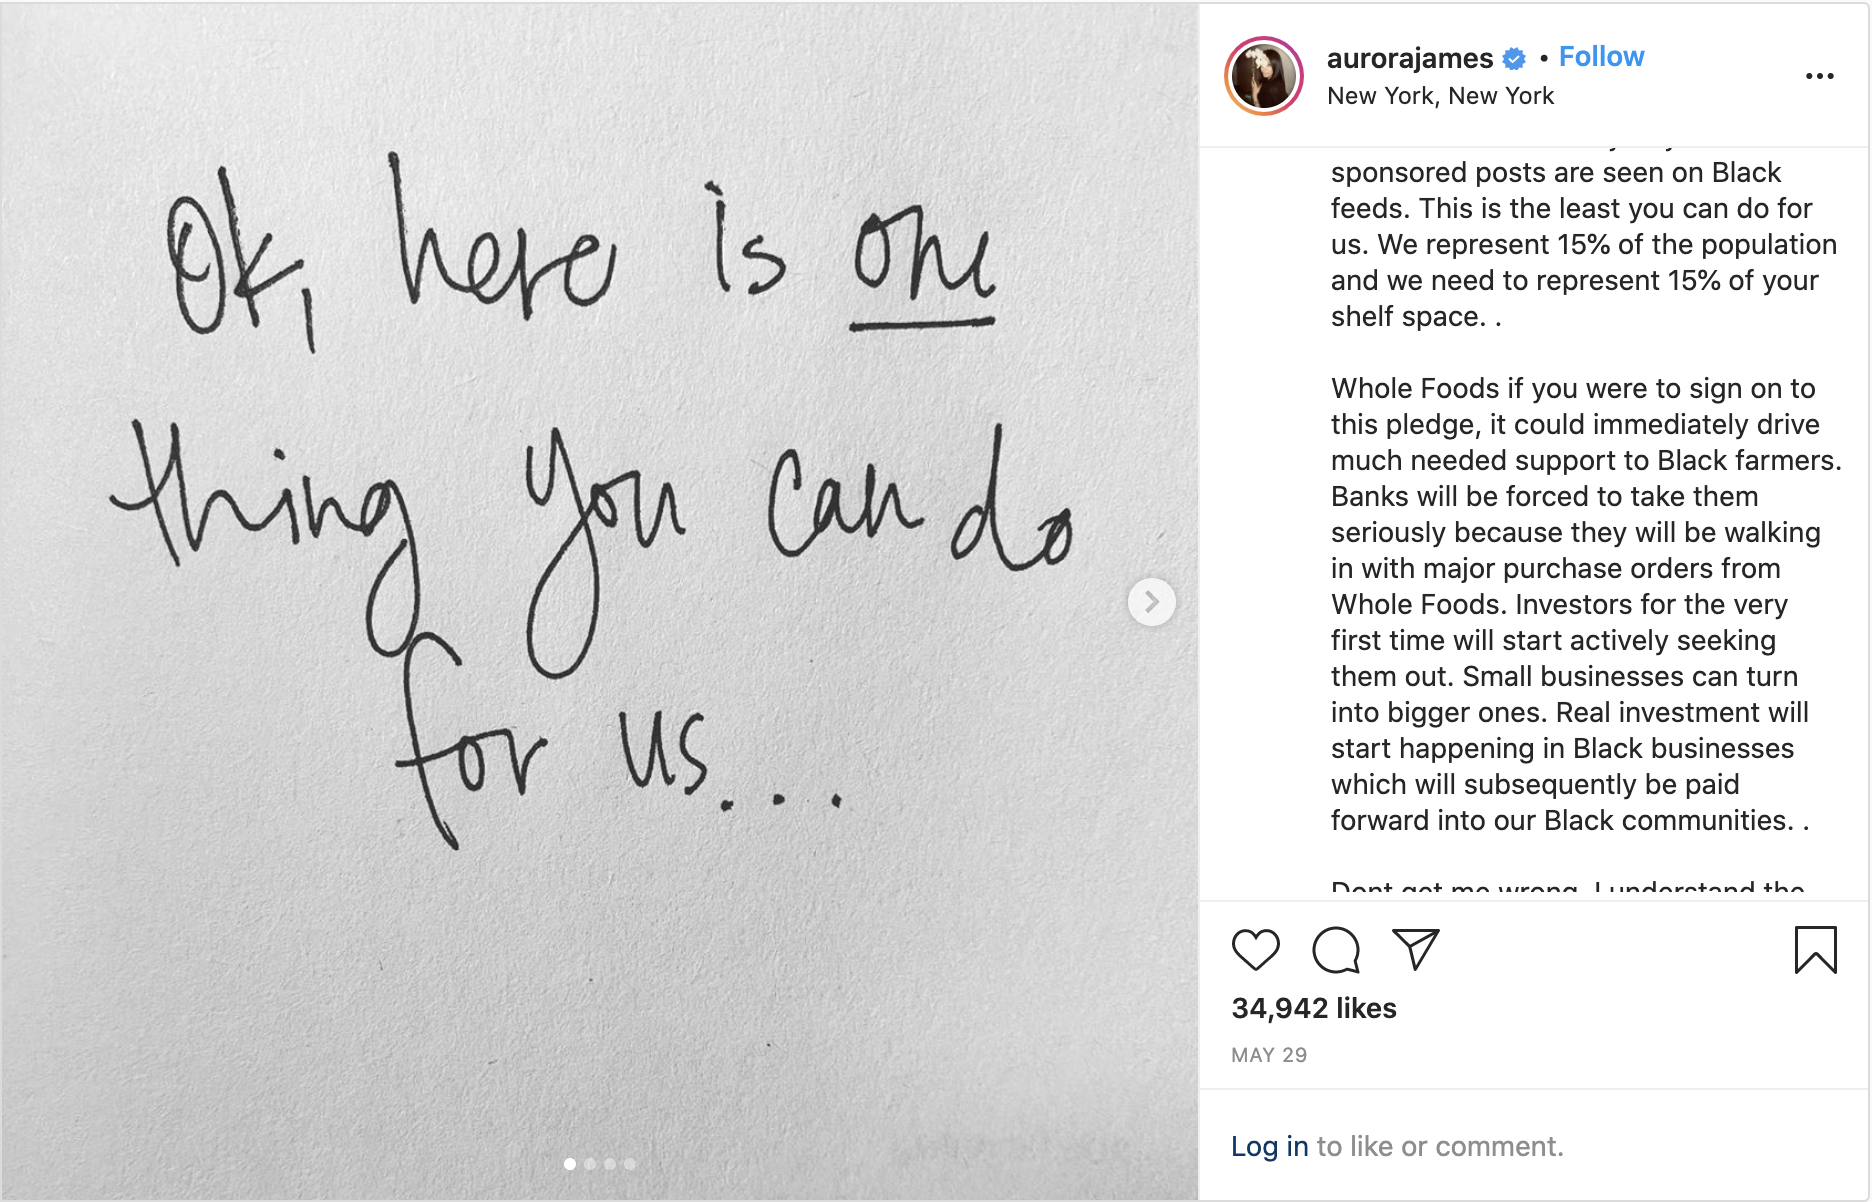 Ok, here is one
thing you can do
for us...
aurorajames • Follow
New York, New York
sponsored posts are seen on Black
feeds. This is the least you can do for
us. We represent 15% of the population
and we need to represent 15% of your
shelf space. .
Whole Foods if you were to sign on to
this pledge, it could immediately drive
much needed support to Black farmers.
Banks will be forced to take them
seriously because they will be walking
in with major purchase orders from
Whole Foods. Investors for the very
first time will start actively seeking
them out. Small businesses can turn
into bigger ones. Real investment will
start happening in Black businesses
which will subsequently be paid
forward into our Black communities. .
Dont get me wrong, I understand the
34,942 likes
MAY 29
Log in to like or comment.